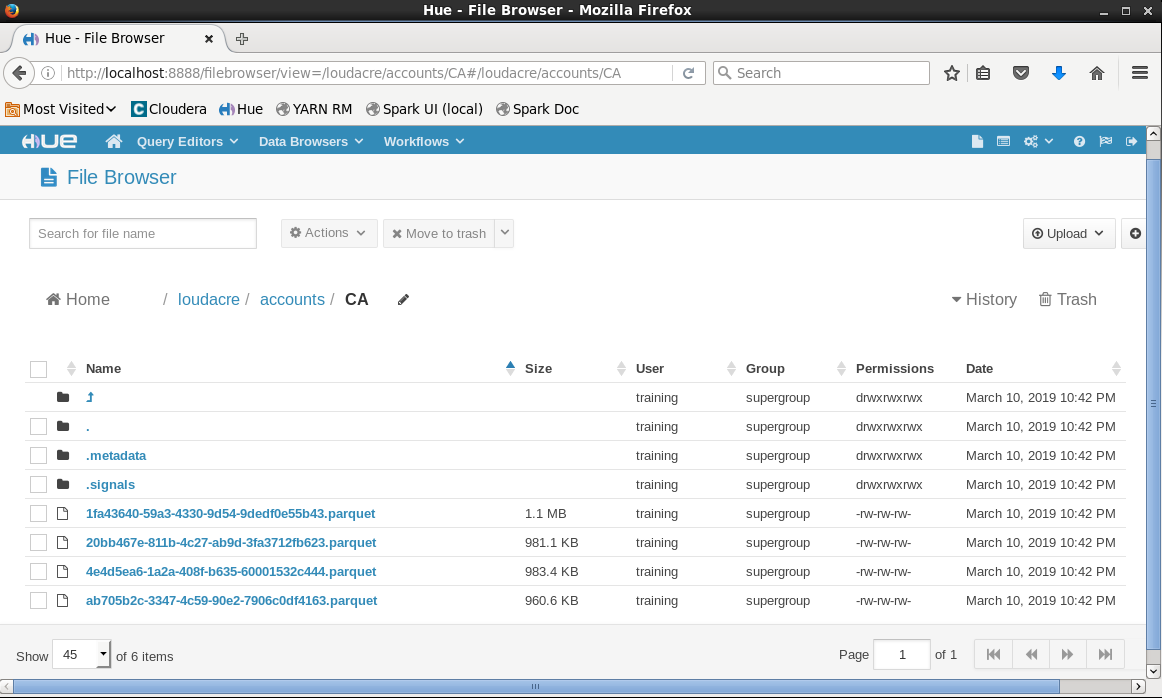 Hue - File Browser - Mozilla Firefox
Hue - File Browser
http://localhost:8888/filebrowser/view=/loudacre/accounts/CA#/loudacre/accounts/CA Search
Most Visited Cloudera Hue YARN RM Spark UI (local) Spark Doc
HUE Query Editors Data Browsers Workflows
File Browser
Search for file name Actions Move to trash Upload
Home / loudacre / accounts / CA History Trash
Name Size User Group Permissions Date
training supergroup drwxrwxrwx March 10, 2019 10:42 PM
. training supergroup drwxrwxrwx March 10, 2019 10:42 PM
.metadata training supergroup drwxrwxrwx March 10, 2019 10:42 PM
.signals training supergroup drwxrwxrwx March 10, 2019 10:42 PM
1fa43640-59a3-4330-9d54-9dedf0e55b43.parquet 1.1 MB training supergroup -rw-rw-rw- March 10, 2019 10:42 PM
20bb467e-811b-4c27-ab9d-3fa3712fb623.parquet 981.1 KB training supergroup -rw-rw-rw- March 10, 2019 10:42 PM
4e4d5ea6-1a2a-408f-b635-60001532c444.parquet 983.4 KB training supergroup -rw-rw-rw- March 10, 2019 10:42 PM
ab705b2c-3347-4c59-90e2-7906c0df4163.parquet 960.6 KB training supergroup -rw-rw-rw- March 10, 2019 10:42 PM
Show 45 of 6 items Page 1 of 1